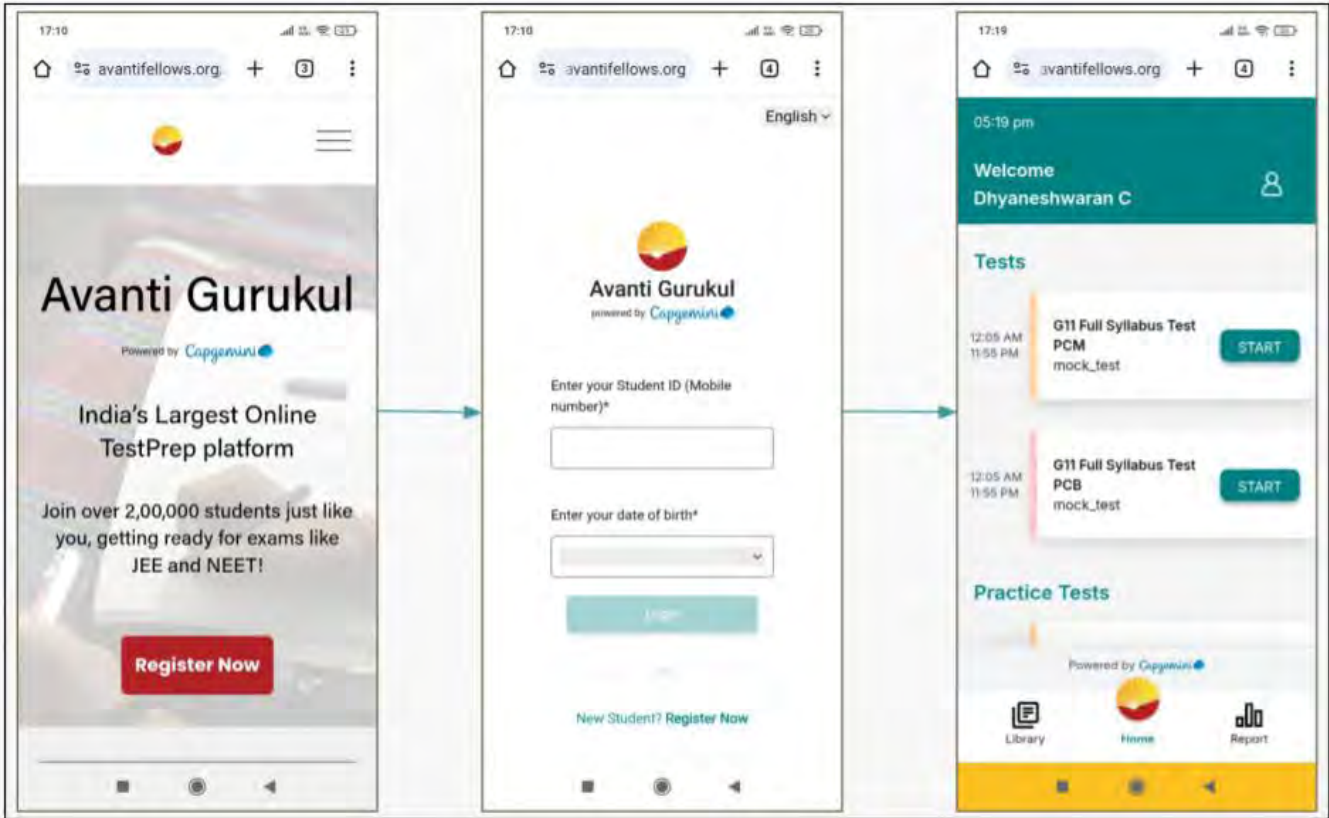 17:10
avantifellows.org
3
Avanti Gurukul
Powered by Capgemini
India's Largest Online
TestPrep platform
Join over 2,00,000 students just like
you, getting ready for exams like
JEE and NEET!
Register Now
17:10
avantifellows.org
4
English
Avanti Gurukul
powered by Capgemini
Enter your Student ID (Mobile
number)*
Enter your date of birth*
Login
New Student? Register Now
17:19
avantifellows.org
4
05:19 pm
Welcome
Dhyaneshwaran C
Tests
12:05 AM
11:55 PM
G11 Full Syllabus Test
PCM
mock_test
START
12:05 AM
11:55 PM
G11 Full Syllabus Test
PCB
mock_test
START
Practice Tests
Powered by Capgemini
Library
Home
Report